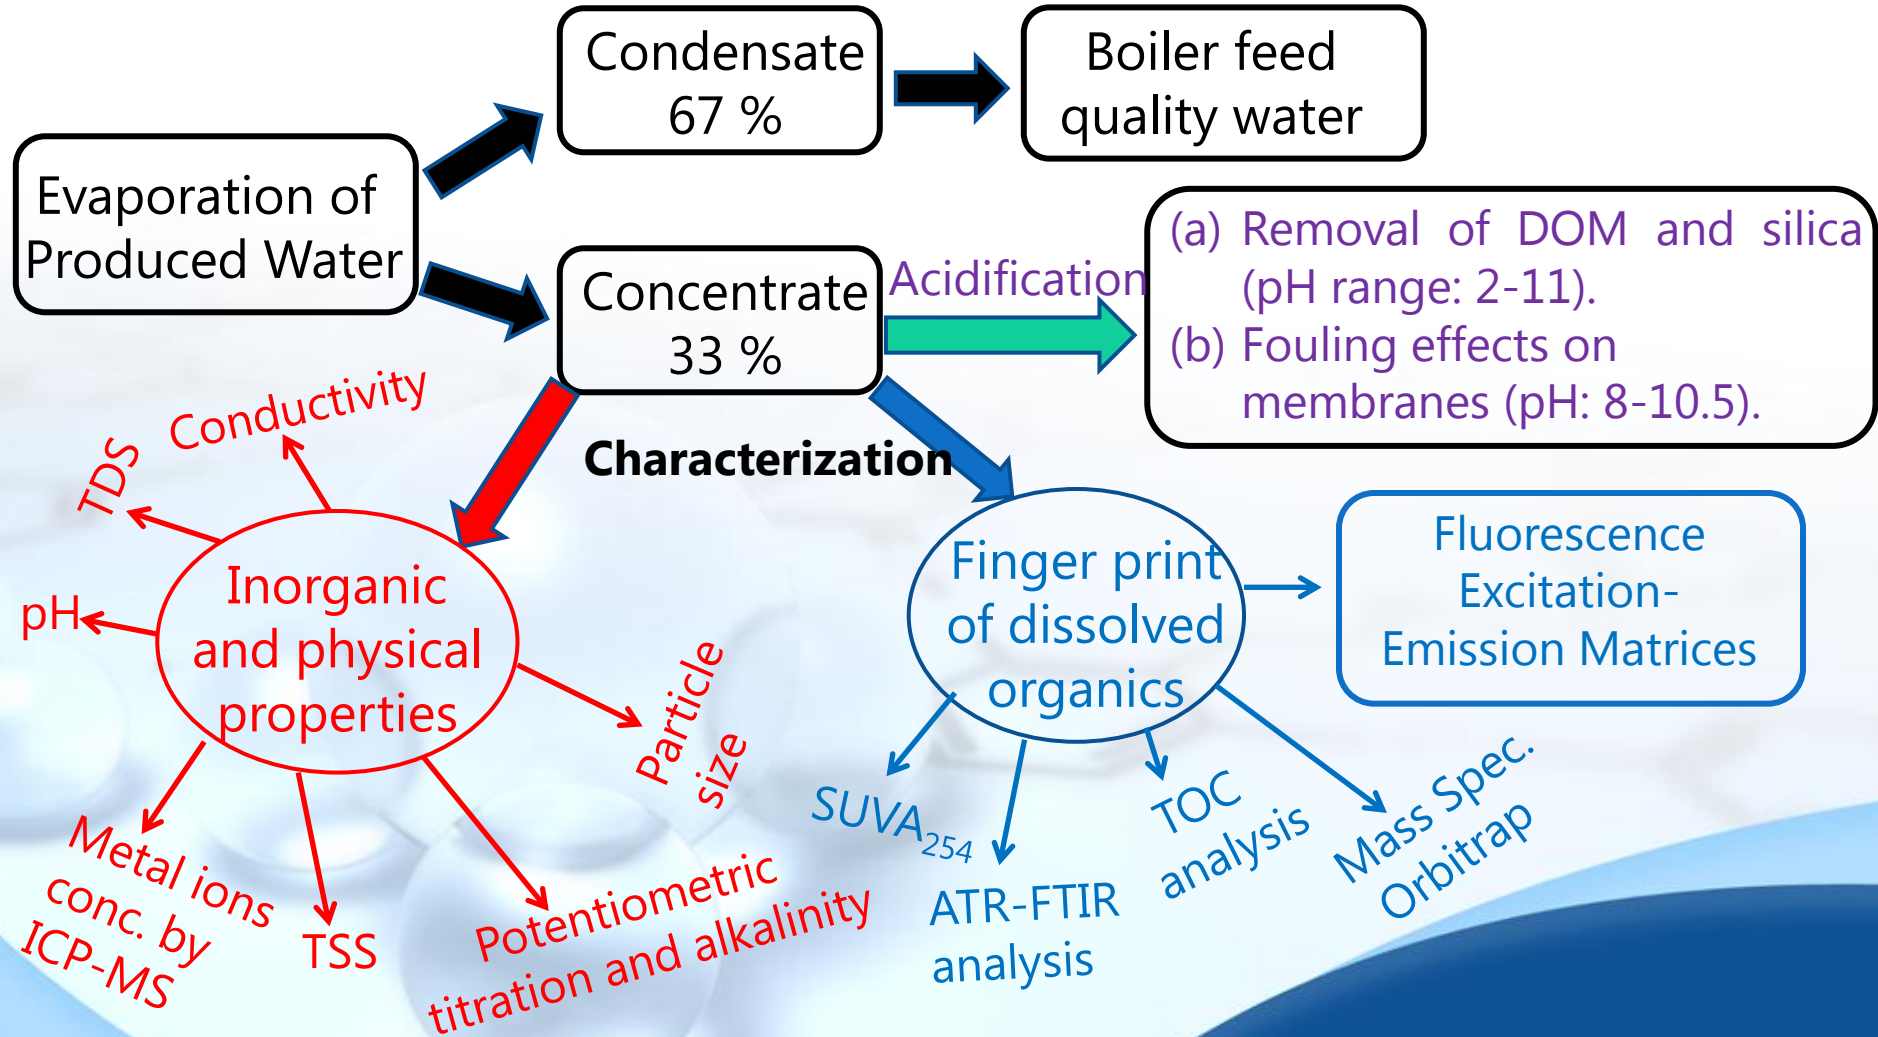 Condensate
67 %
Boiler feed
quality water
Evaporation of
Produced Water
Concentrate
33 %
Acidification
(a) Removal of DOM and silica
(pH range: 2-11).
(b) Fouling effects on
membranes (pH: 8-10.5).
Characterization
Conductivity
TDS
pH
Inorganic
and physical
properties
Particle
size
Metal ions
conc. by
ICP-MS
TSS
Potentiometric
titration and alkalinity
Finger print
of dissolved
organics
Fluorescence
Excitation-
Emission Matrices
SUVA254
ATR-FTIR
analysis
TOC
analysis
Mass Spec.
Orbitrap